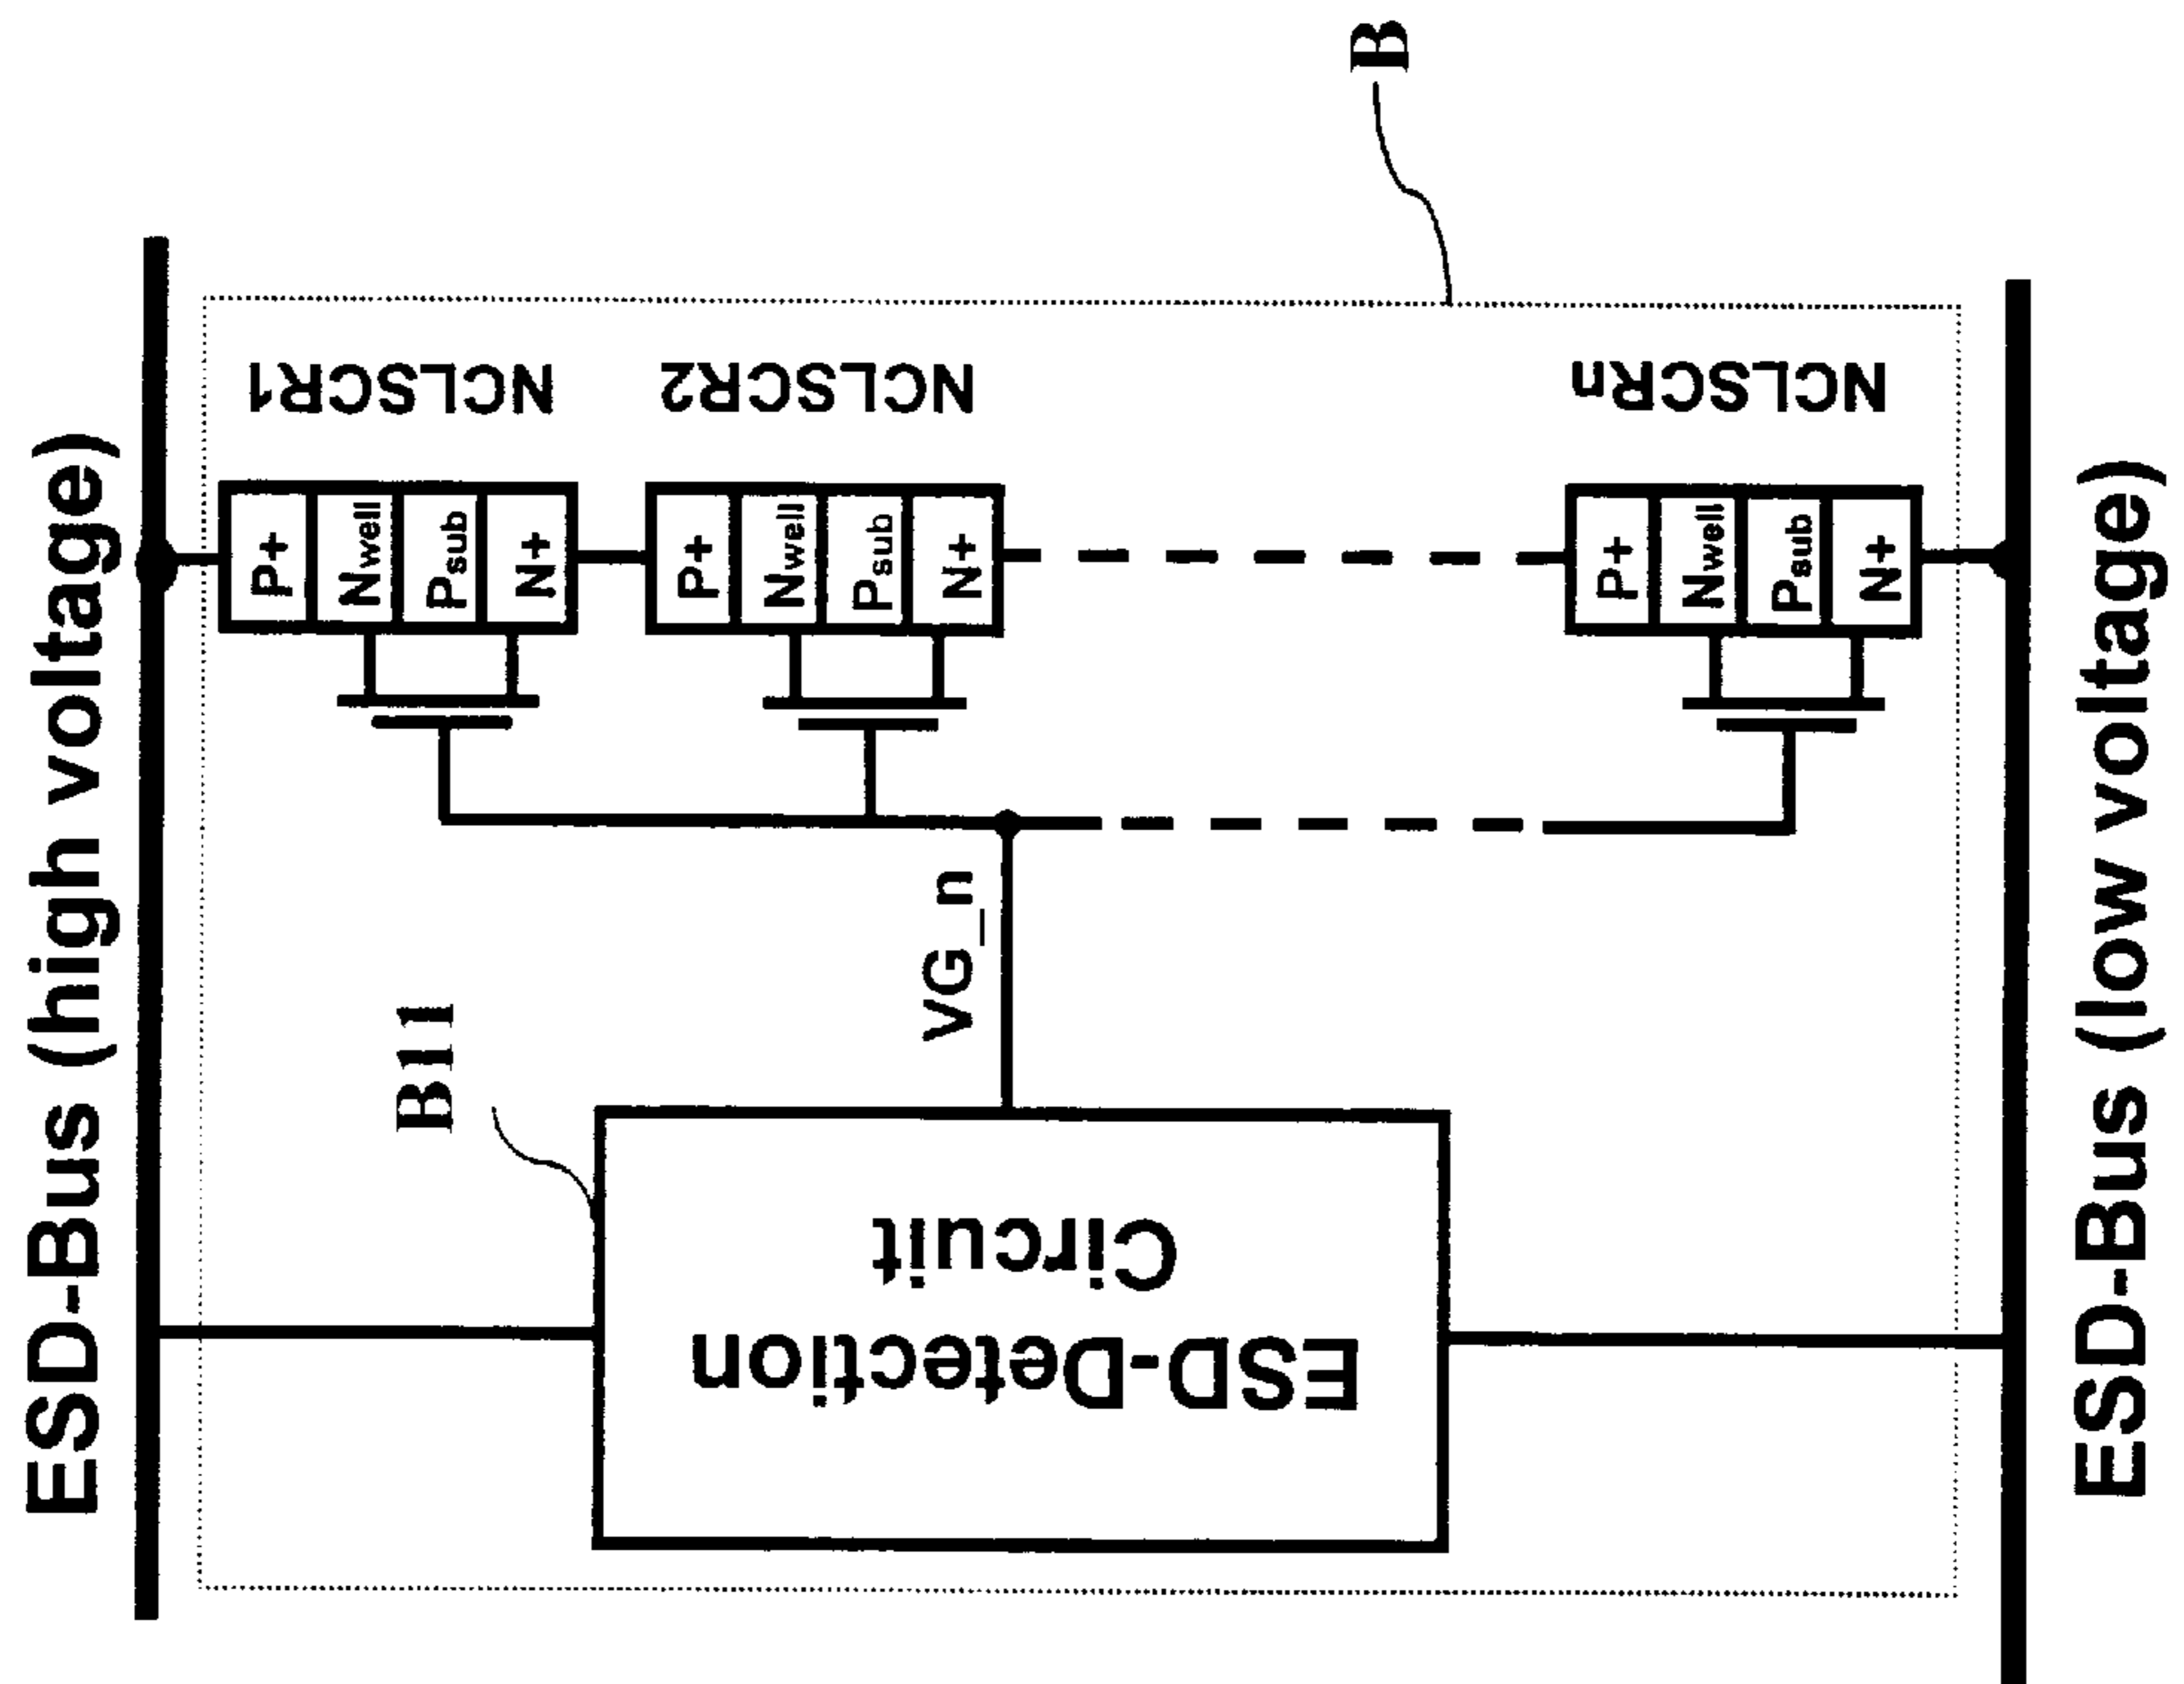 ESD-Bus (high voltage)
B
B11
ESD-Detection
Circuit
VG_n
P+
Nwell
Psub
N+
NCLSCR1
P+
Nwell
Psub
N+
NCLSCR2
P+
Nwell
Psub
N+
NCLSCRn
ESD-Bus (low voltage)